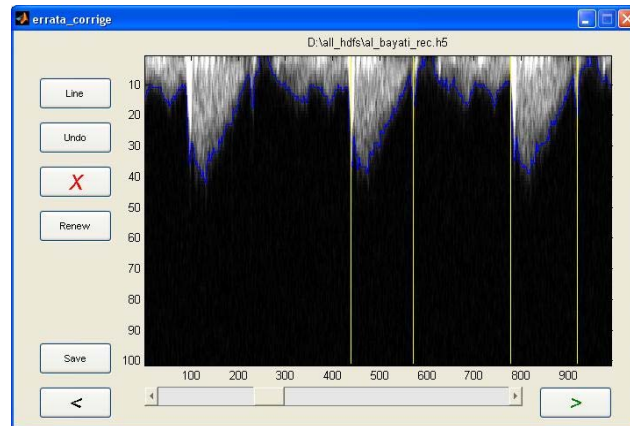 errata_corrige
D:\all_hdfs\al_bayati_rec.h5
Line
Undo
X
Renew
Save
<
>
10
20
30
40
50
60
70
80
90
100
100 200 300 400 500 600 700 800 900